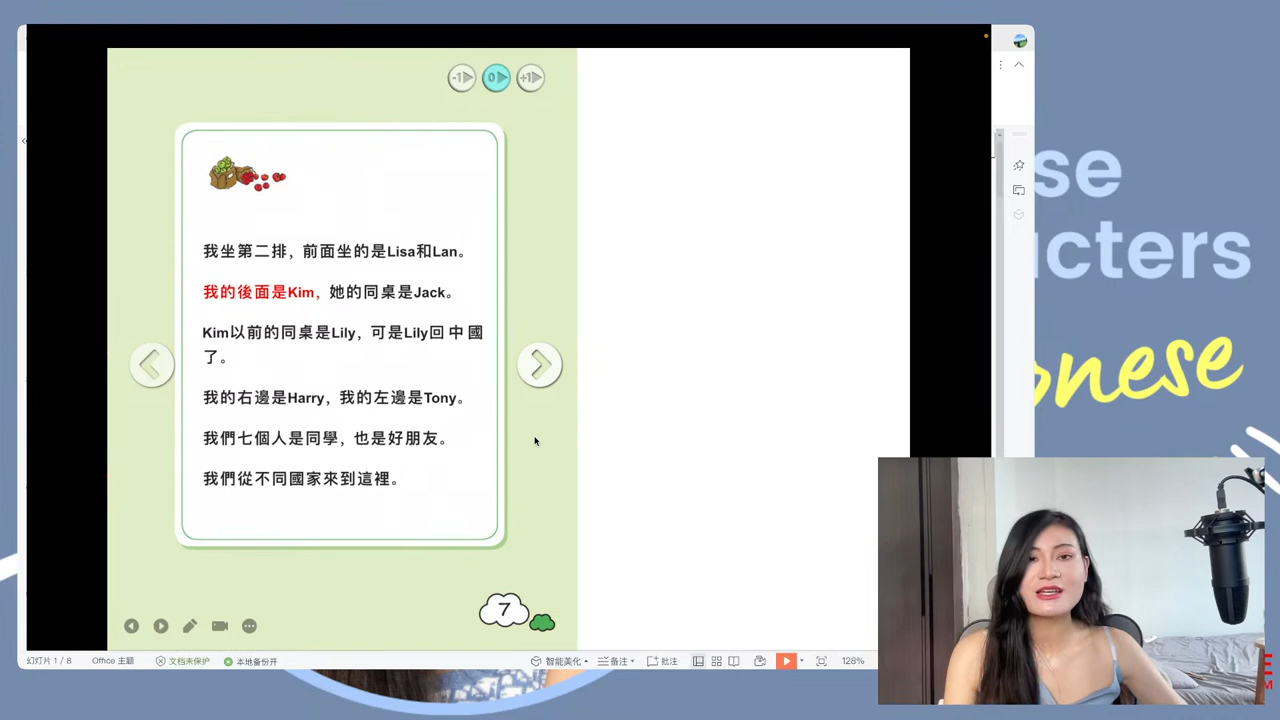 -1
0
+1
我坐第二排，前面坐的是Lisa和Lan。
我的後面是Kim，她的同桌是Jack。
Kim以前的同桌是Lily，可是Lily回中國
了。
我的右邊是Harry，我的左邊是Tony。
我們七個人是同學，也是好朋友。
我們從不同國家來到這裡。
7
se
cters
onese
幻灯片 1 / 8 Office 主题 文档未保护 本地备份开 智能美化 备注 批注 128%
E
M